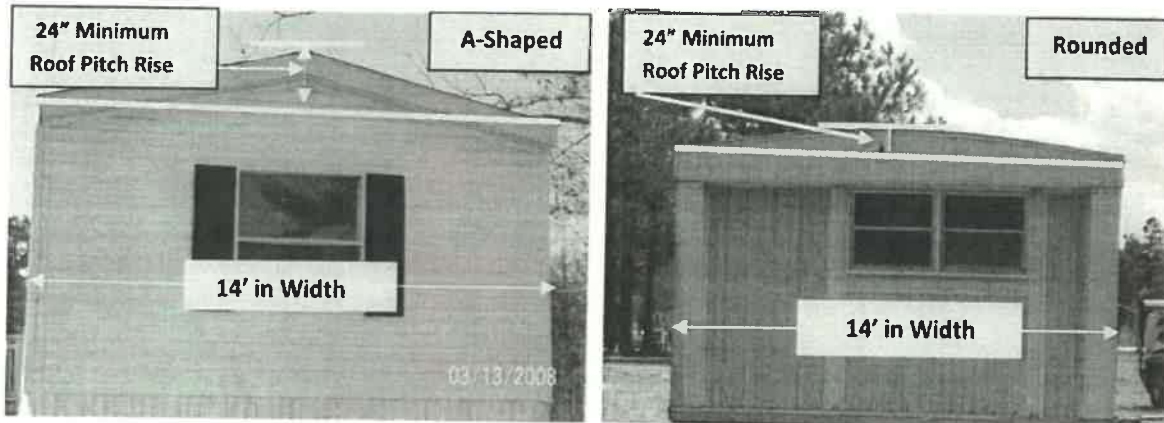 24" Minimum
Roof Pitch Rise
A-Shaped
14' in Width
03/13/2008
24" Minimum
Roof Pitch Rise
Rounded
14' in Width